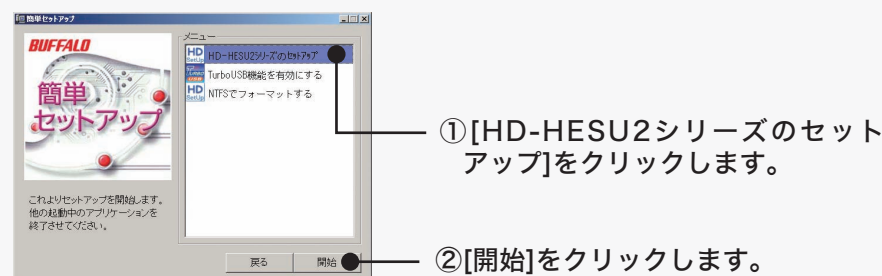 簡単セットアップ
BUFFALO
簡単
セットアップ
これよりセットアップを開始します。
他の起動中のアプリケーションを
終了させてください。
メニュー
HD-HESU2シリーズのセットアップ
TurboUSB機能を有効にする
NTFSでフォーマットする
戻る
開始
①[HD-HESU2シリーズのセット
アップ]をクリックします。
②[開始]をクリックします。